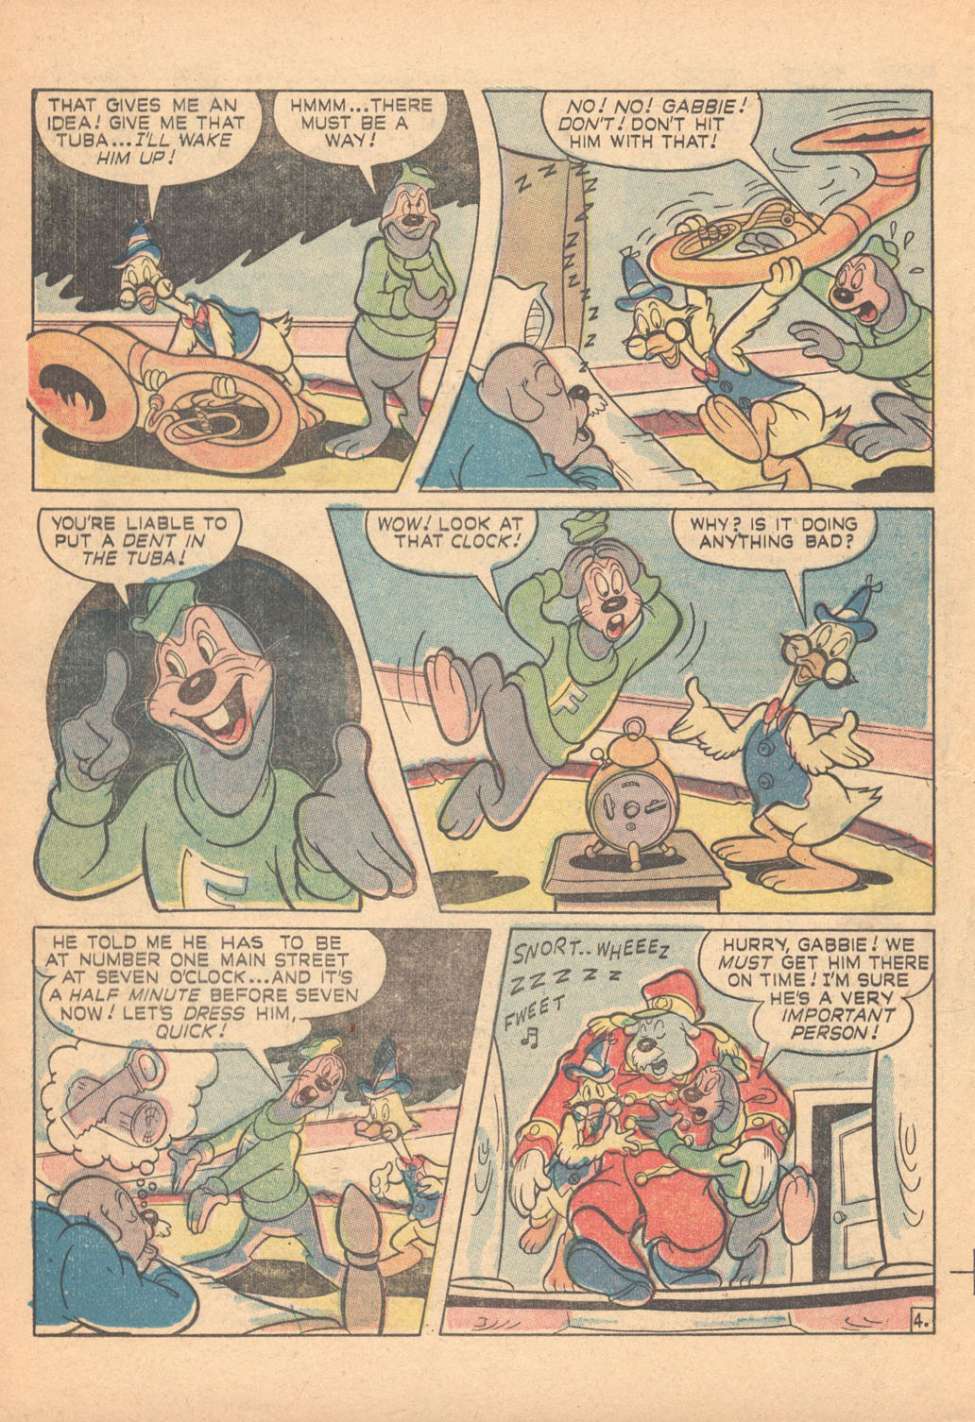 THAT GIVES ME AN
IDEA! GIVE ME THAT
TUBA...I'LL WAKE
HIM UP!
HMMM...THERE
MUST BE A
WAY!
NO! NO! GABBIE!
DON'T! DON'T HIT
HIM WITH THAT!
Z Z Z Z Z Z Z Z Z Z Z
YOU'RE LIABLE TO
PUT A DENT IN
THE TUBA!
F
WOW! LOOK AT
THAT CLOCK!
WHY? IS IT DOING
ANYTHING BAD?
F
HE TOLD ME HE HAS TO BE
AT NUMBER ONE MAIN STREET
AT SEVEN O'CLOCK...AND IT'S
A HALF MINUTE BEFORE SEVEN
NOW! LET'S DRESS HIM,
QUICK!
SNORT..WHEEEZ
ZZZZZ
FWEET
HURRY, GABBIE! WE
MUST GET HIM THERE
ON TIME! I'M SURE
HE'S A VERY
IMPORTANT
PERSON!
4.